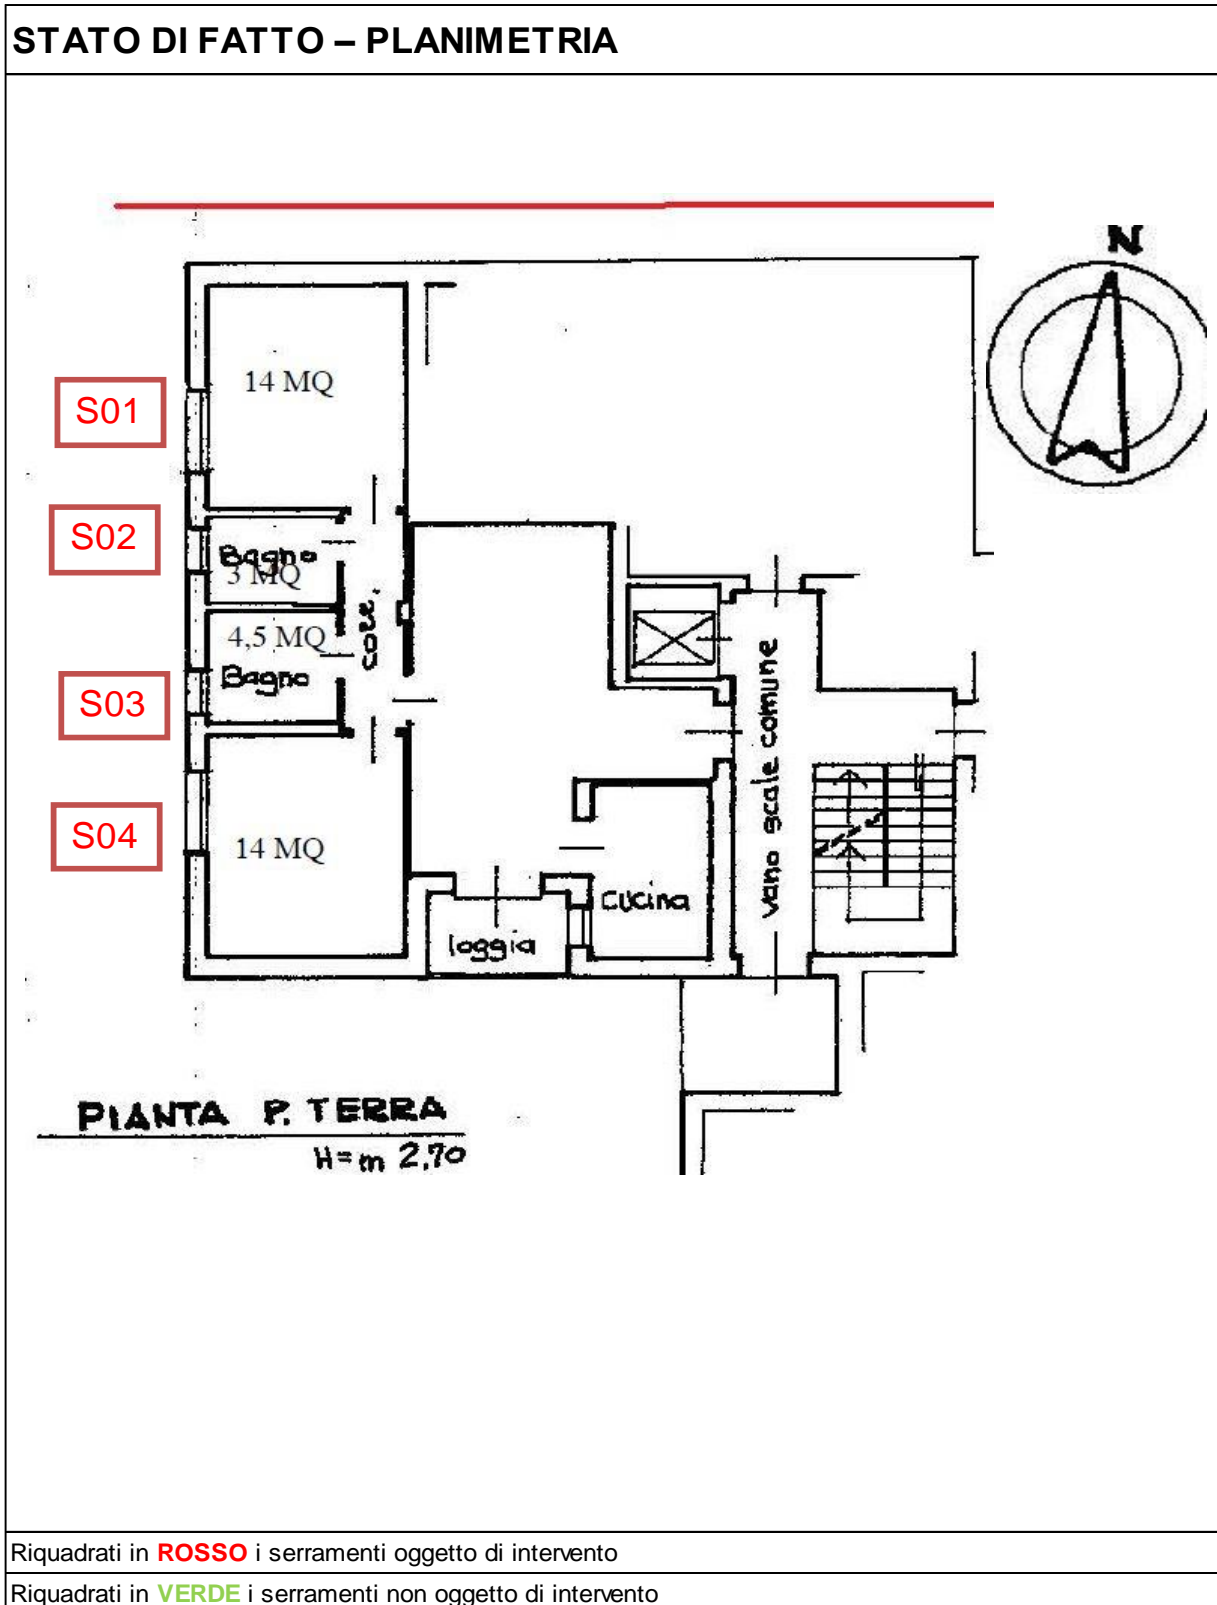 STATO DI FATTO – PLANIMETRIA
N
14 MQ
S01
S02
Bagno
3 MQ
corr.
4,5 MQ
Bagno
S03
vano scale comune
S04
14 MQ
cucina
loggia
PIANTA P. TERRA
H=m 2,70
Riquadrati in ROSSO i serramenti oggetto di intervento
Riquadrati in VERDE i serramenti non oggetto di intervento